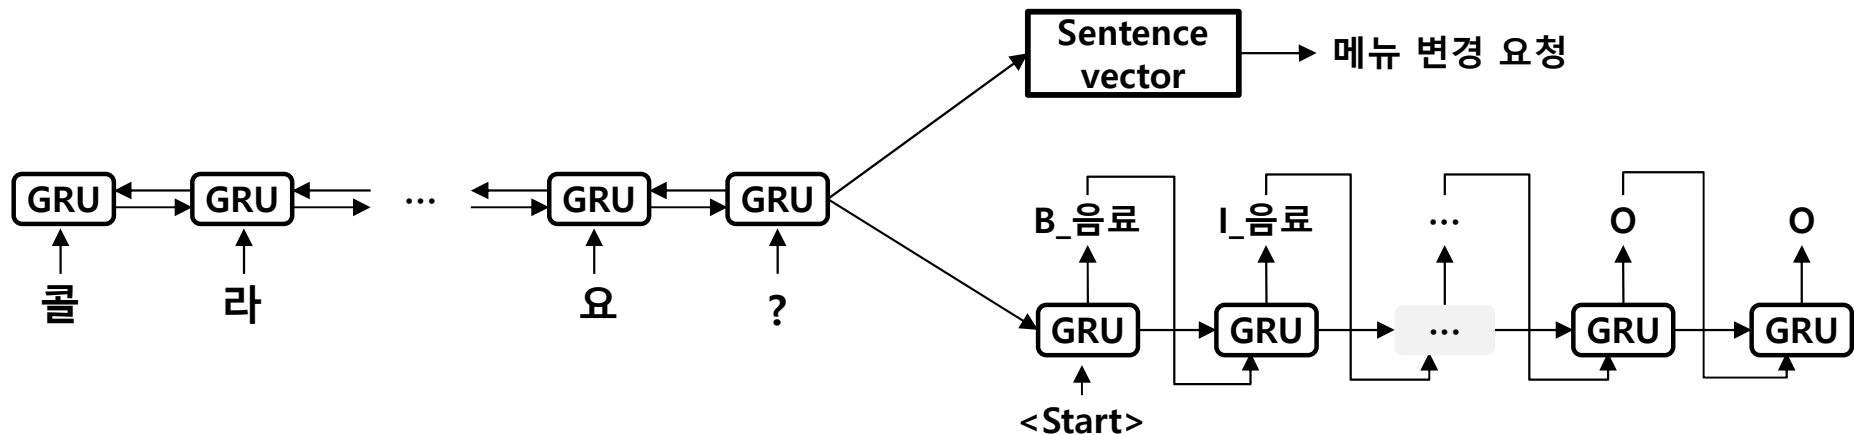 Sentence
vector
메뉴 변경 요청
GRU GRU ... GRU GRU
콜 라 요 ?
B_음료 I_음료 ... O O
GRU GRU ... GRU GRU
<Start>